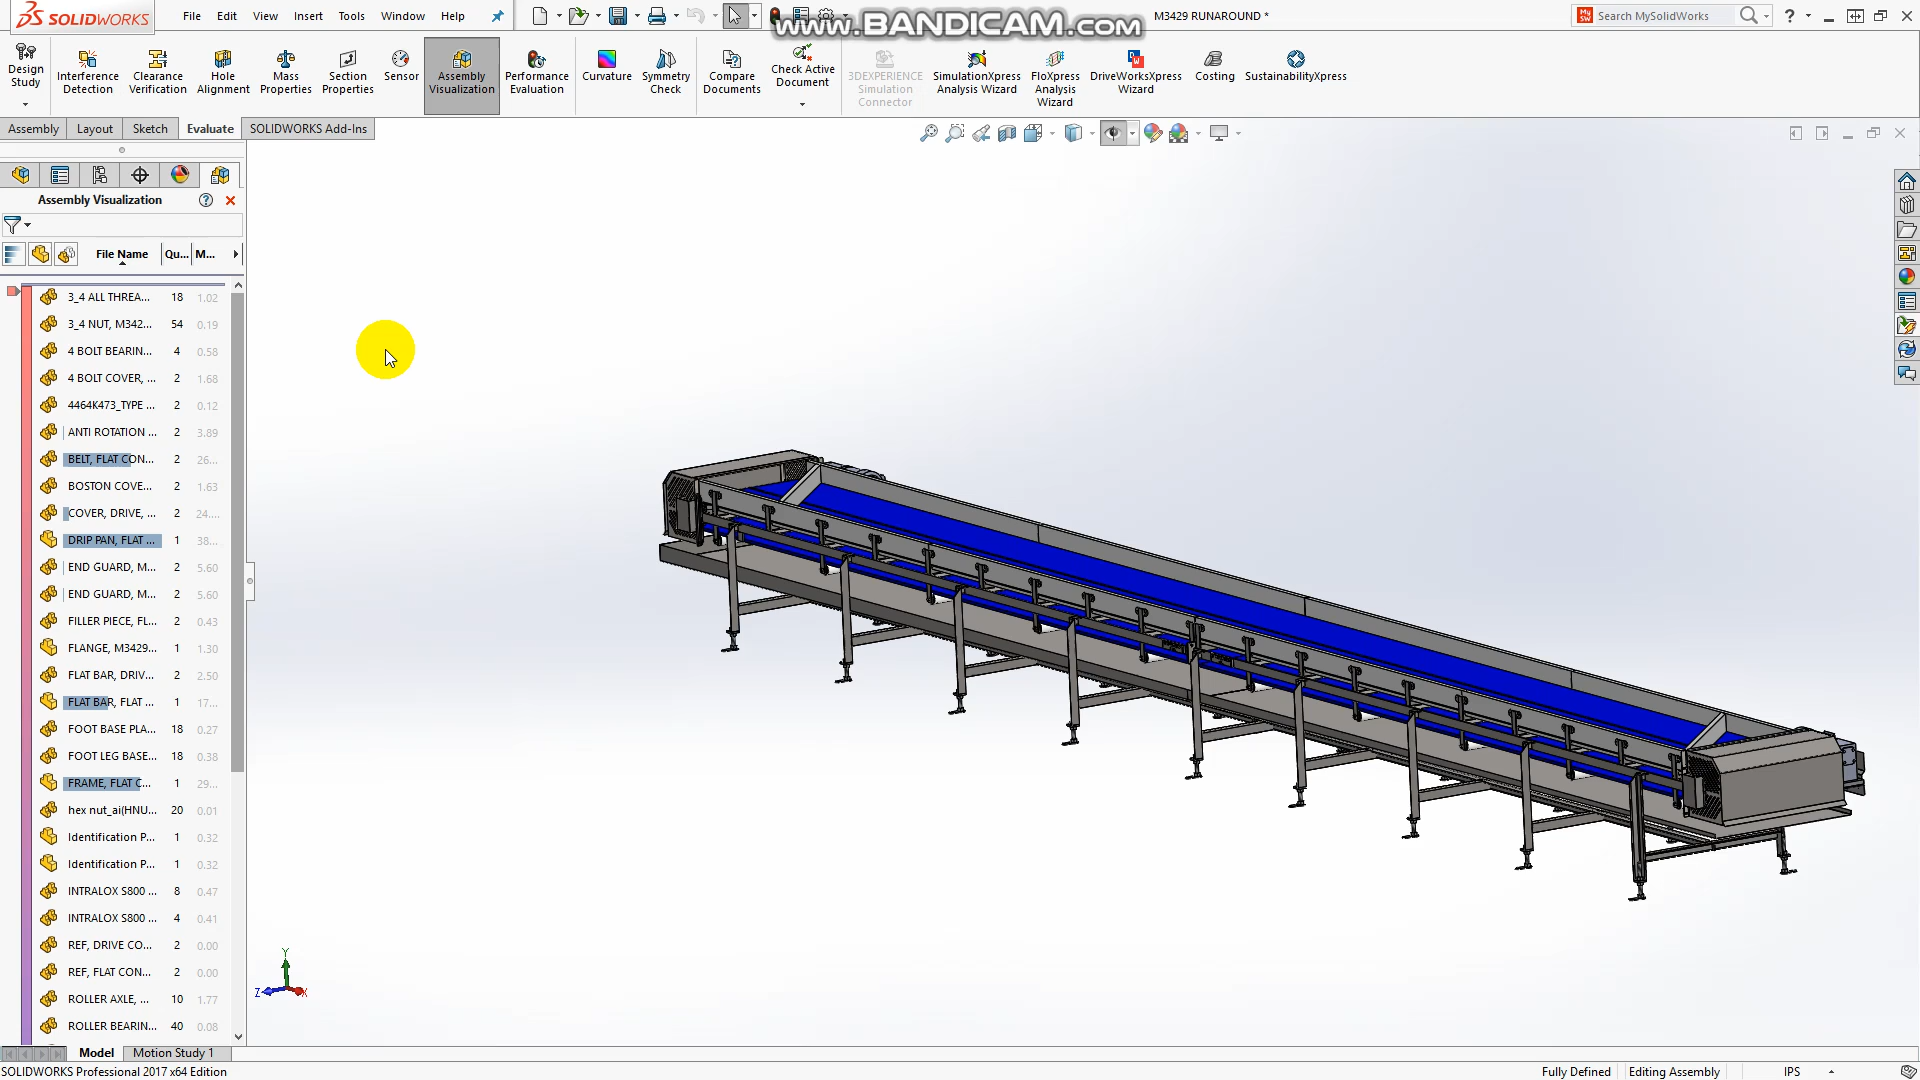 SOLIDWORKS File Edit View Insert Tools Window Help M3429 RUNAROUND * Search MySolidWorks ?
www.BANDICAM.com
Design Study
Interference Detection
Clearance Verification
Hole Alignment
Mass Properties
Section Properties
Sensor
Assembly Visualization
Performance Evaluation
Curvature
Symmetry Check
Compare Documents
Check Active Document
3DEXPERIENCE Simulation Connector
SimulationXpress Analysis Wizard
FloXpress Analysis Wizard
DriveWorksXpress Wizard
Costing
SustainabilityXpress
Assembly Layout Sketch Evaluate SOLIDWORKS Add-Ins
Assembly Visualization
File Name Qu... M...
3_4 ALL THREA... 18 1.02
3_4 NUT, M342... 54 0.19
4 BOLT BEARIN... 4 0.58
4 BOLT COVER, ... 2 1.68
4464K473_TYPE ... 2 0.12
ANTI ROTATION ... 2 3.89
BELT, FLAT CON... 2 26...
BOSTON COVE... 2 1.63
COVER, DRIVE, ... 2 24....
DRIP PAN, FLAT ... 1 38...
END GUARD, M... 2 5.60
END GUARD, M... 2 5.60
FILLER PIECE, FL... 2 0.43
FLANGE, M3429... 1 1.30
FLAT BAR, DRIV... 2 2.50
FLAT BAR, FLAT ... 1 17...
FOOT BASE PLA... 18 0.27
FOOT LEG BASE... 18 0.38
FRAME, FLAT C... 1 29...
hex nut_ai(HNU... 20 0.01
Identification P... 1 0.32
Identification P... 1 0.32
INTRALOX S800 ... 8 0.47
INTRALOX S800 ... 4 0.41
REF, DRIVE CO... 2 0.00
REF, FLAT CON... 2 0.00
ROLLER AXLE, ... 10 1.77
ROLLER BEARIN... 40 0.08
Y
Z X
Model Motion Study 1
SOLIDWORKS Professional 2017 x64 Edition Fully Defined Editing Assembly IPS